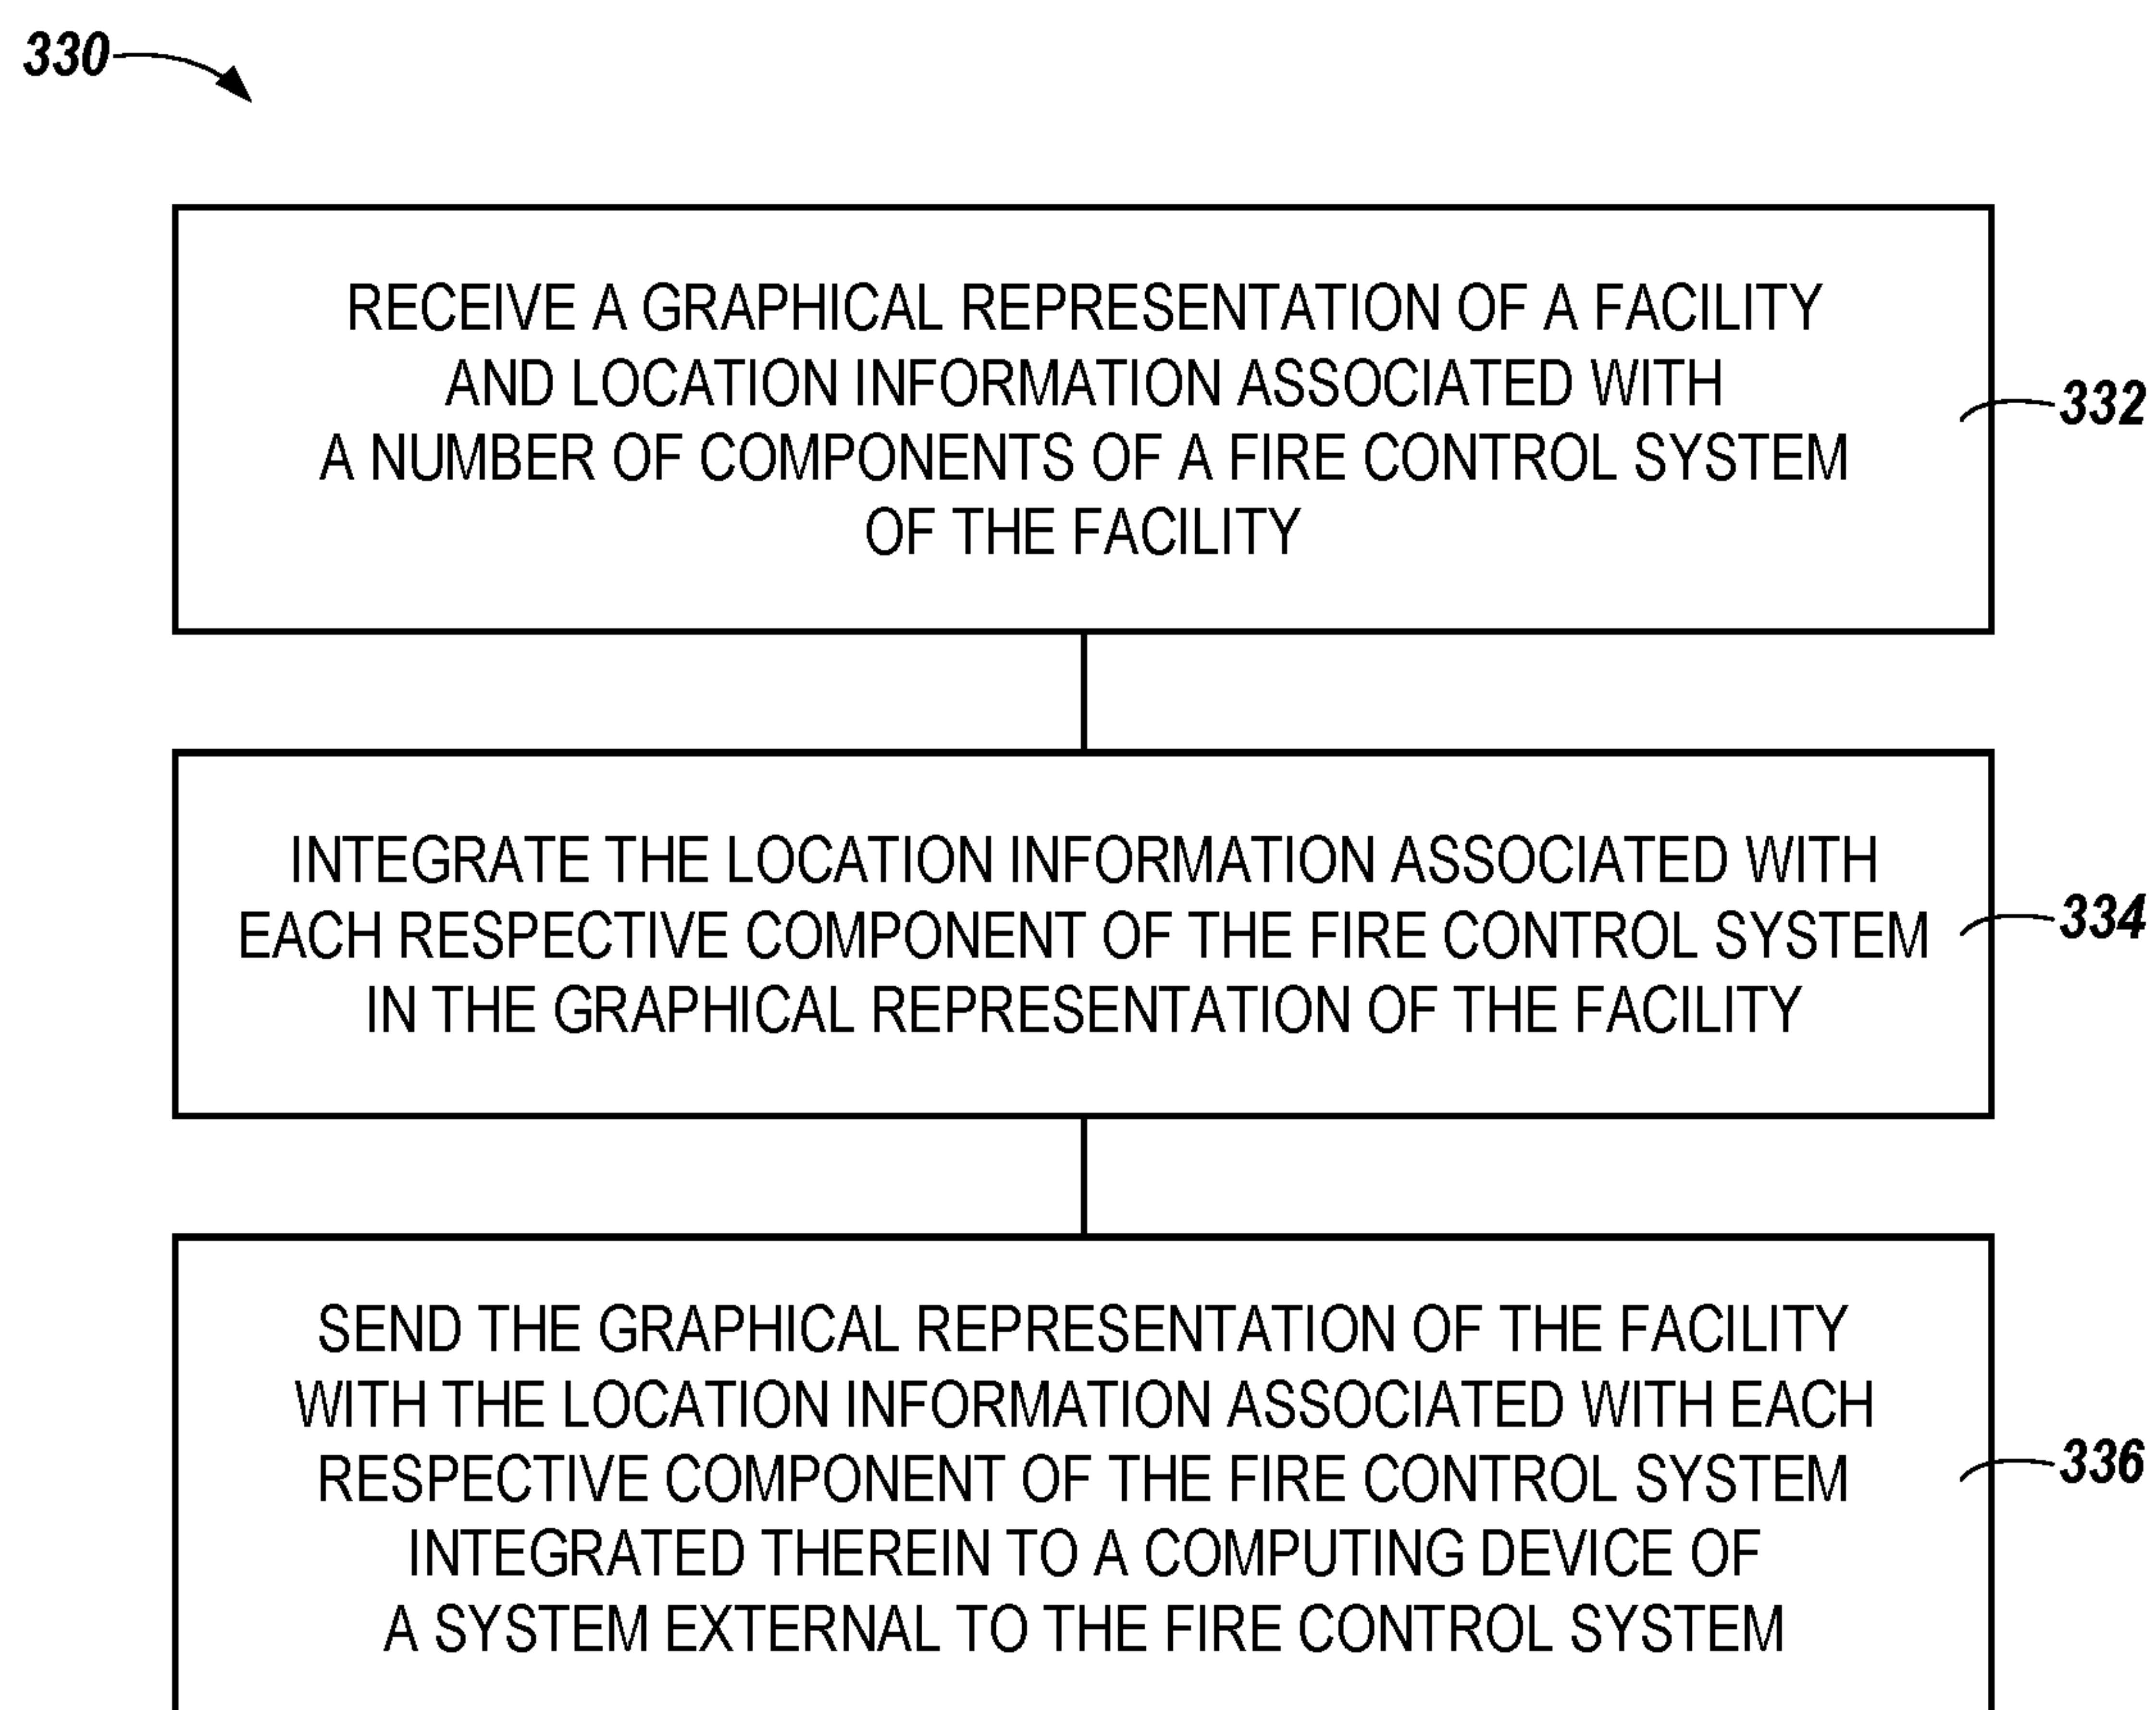 330
RECEIVE A GRAPHICAL REPRESENTATION OF A FACILITY
AND LOCATION INFORMATION ASSOCIATED WITH
A NUMBER OF COMPONENTS OF A FIRE CONTROL SYSTEM
OF THE FACILITY
332
INTEGRATE THE LOCATION INFORMATION ASSOCIATED WITH
EACH RESPECTIVE COMPONENT OF THE FIRE CONTROL SYSTEM
IN THE GRAPHICAL REPRESENTATION OF THE FACILITY
334
SEND THE GRAPHICAL REPRESENTATION OF THE FACILITY
WITH THE LOCATION INFORMATION ASSOCIATED WITH EACH
RESPECTIVE COMPONENT OF THE FIRE CONTROL SYSTEM
INTEGRATED THEREIN TO A COMPUTING DEVICE OF
A SYSTEM EXTERNAL TO THE FIRE CONTROL SYSTEM
336